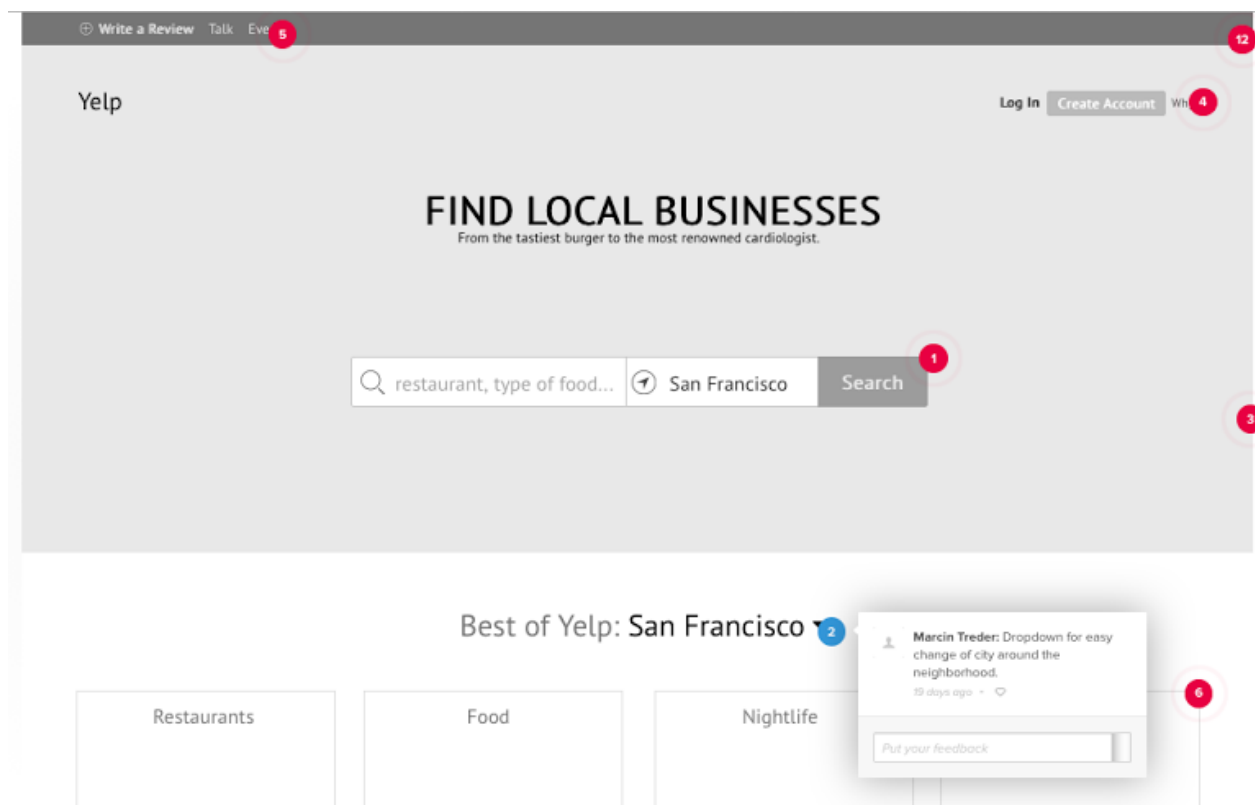 Write a Review Talk 5
12
Yelp
Log In Create Account 4
FIND LOCAL BUSINESSES
From the tastiest burger to the most renowned cardiologist.
1
restaurant, type of food... San Francisco Search
3
Best of Yelp: San Francisco 2
Marcin Treder: Dropdown for easy
change of city around the
neighborhood.
19 days ago
Put your feedback
6
Restaurants Food Nightlife